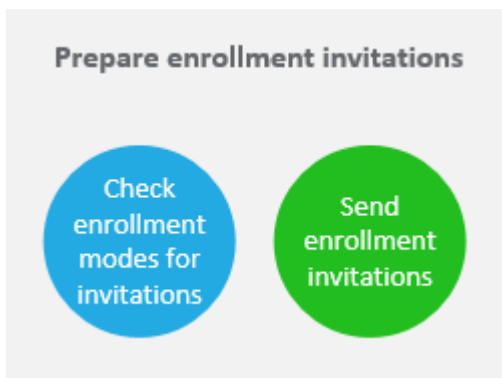 Prepare enrollment invitations
Check
enrollment
modes for
invitations
Send
enrollment
invitations